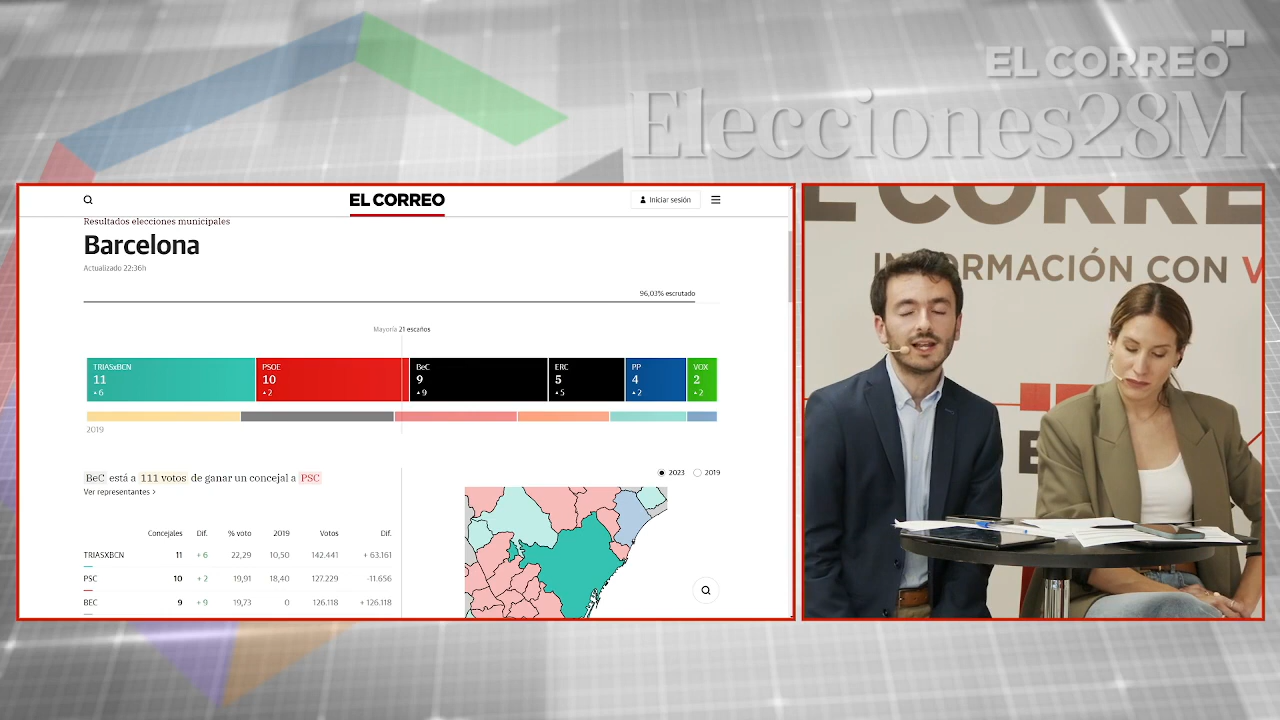 EL CORREO
Elecciones28M
EL CORREO
Iniciar sesión
Resultados elecciones municipales
Barcelona
Actualizado 22:36h
96,03% escrutado
Mayoría 21 escaños
TRIASxBCN
11
6
PSOE
10
2
BeC
9
9
ERC
5
5
PP
4
2
VOX
2
2
2019
BeC está a 111 votos de ganar un concejal a PSC
Ver representantes >
2023 2019
Concejales Dif. % voto 2019 Votos Dif.
TRIASXBCN 11 + 6 22,29 10,50 142.441 + 63.161
PSC 10 + 2 19,91 18,40 127.229 -11.656
BEC 9 + 9 19,73 0 126.118 + 126.118
L CORRE
INFORMACIÓN CON V
E